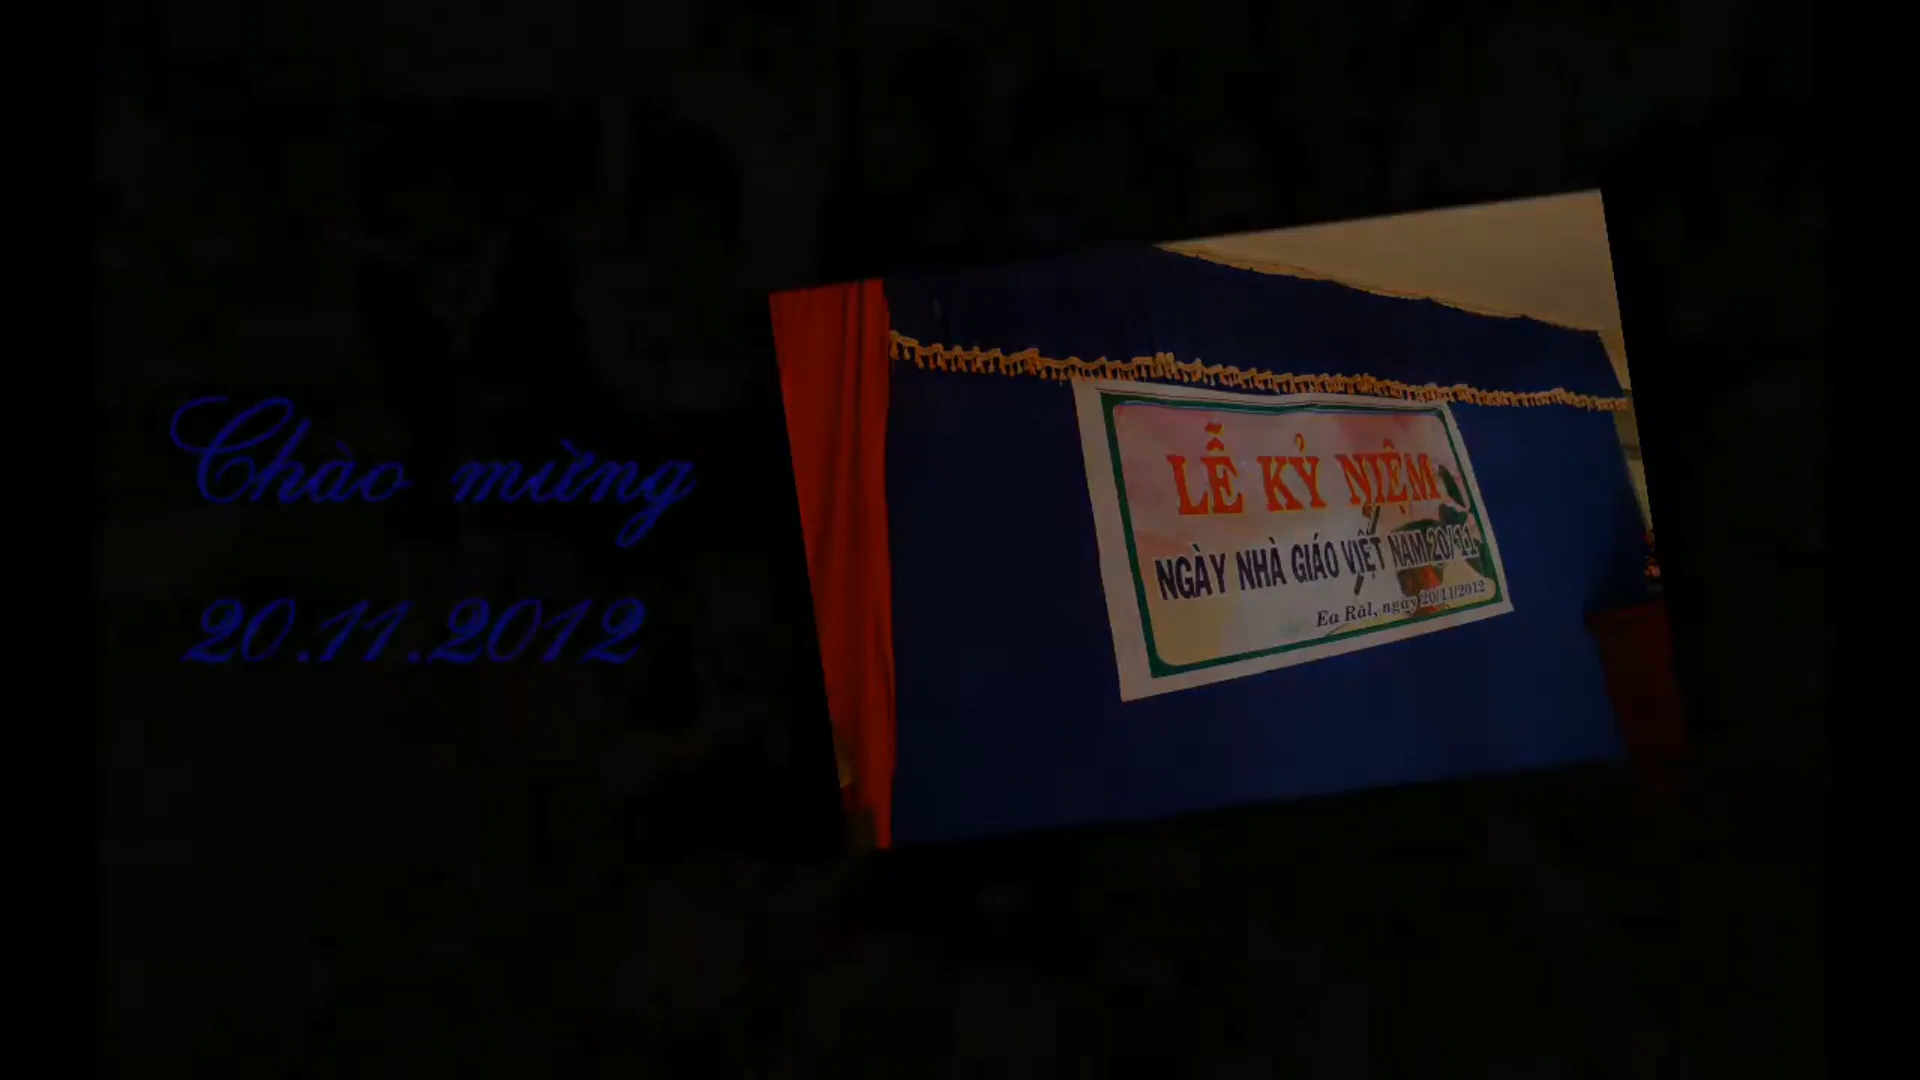 Chào mừng
20.11.2012
LỄ KỶ NIỆM
NGÀY NHÀ GIÁO VIỆT NAM 20/11
Ea Ral, ngày 20/11/2012